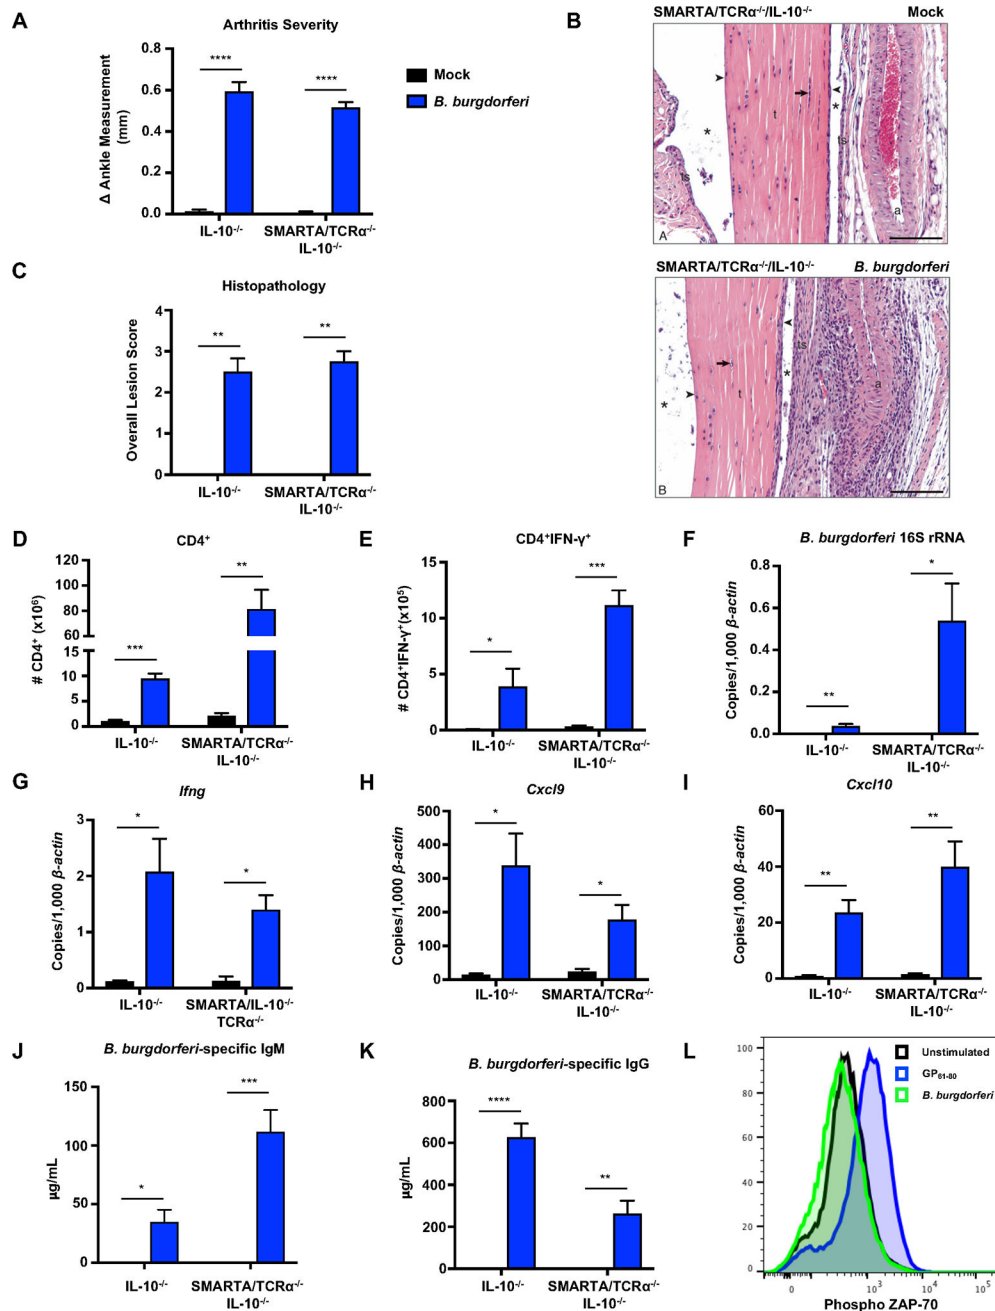 A
Arthritis Severity
****
****
Δ Ankle Measurement
(mm)
0.8
0.6
0.4
0.2
0.0
IL-10-/-
SMARTA/TCRα-/-
IL-10-/-
Mock
B. burgdorferi
B
SMARTA/TCRα-/-/IL-10-/-
Mock
*
ts
t
*
ts
a
A
SMARTA/TCRα-/-/IL-10-/-
B. burgdorferi
*
t
*
ts
a
B
C
Histopathology
**
**
Overall Lesion Score
4
3
2
1
0
IL-10-/-
SMARTA/TCRα-/-
IL-10-/-
D
CD4+
**
***
# CD4+ (x10⁶)
120
100
80
60
15
10
5
0
IL-10-/-
SMARTA/TCRα-/-
IL-10-/-
E
CD4+IFN-γ+
***
*
# CD4+IFN-γ+(x10⁵)
15
10
5
0
IL-10-/-
SMARTA/TCRα-/-
IL-10-/-
F
B. burgdorferi 16S rRNA
*
**
Copies/1,000 β-actin
0.8
0.6
0.4
0.2
0.0
IL-10-/-
SMARTA/TCRα-/-
IL-10-/-
G
Ifng
*
*
Copies/1,000 β-actin
3
2
1
0
IL-10-/-
SMARTA/IL-10-/-
TCRα-/-
H
Cxcl9
*
*
Copies/1,000 β-actin
500
400
300
200
100
0
IL-10-/-
SMARTA/TCRα-/-
IL-10-/-
I
Cxcl10
**
**
Copies/1,000 β-actin
60
40
20
0
IL-10-/-
SMARTA/TCRα-/-
IL-10-/-
J
B. burgdorferi-specific IgM
***
*
µg/mL
150
100
50
0
IL-10-/-
SMARTA/TCRα-/-
IL-10-/-
K
B. burgdorferi-specific IgG
****
**
µg/mL
800
600
400
200
0
IL-10-/-
SMARTA/TCRα-/-
IL-10-/-
L
Unstimulated
GP61-80
B. burgdorferi
100
80
60
40
20
0
0
10³
10⁴
10⁵
Phospho ZAP-70